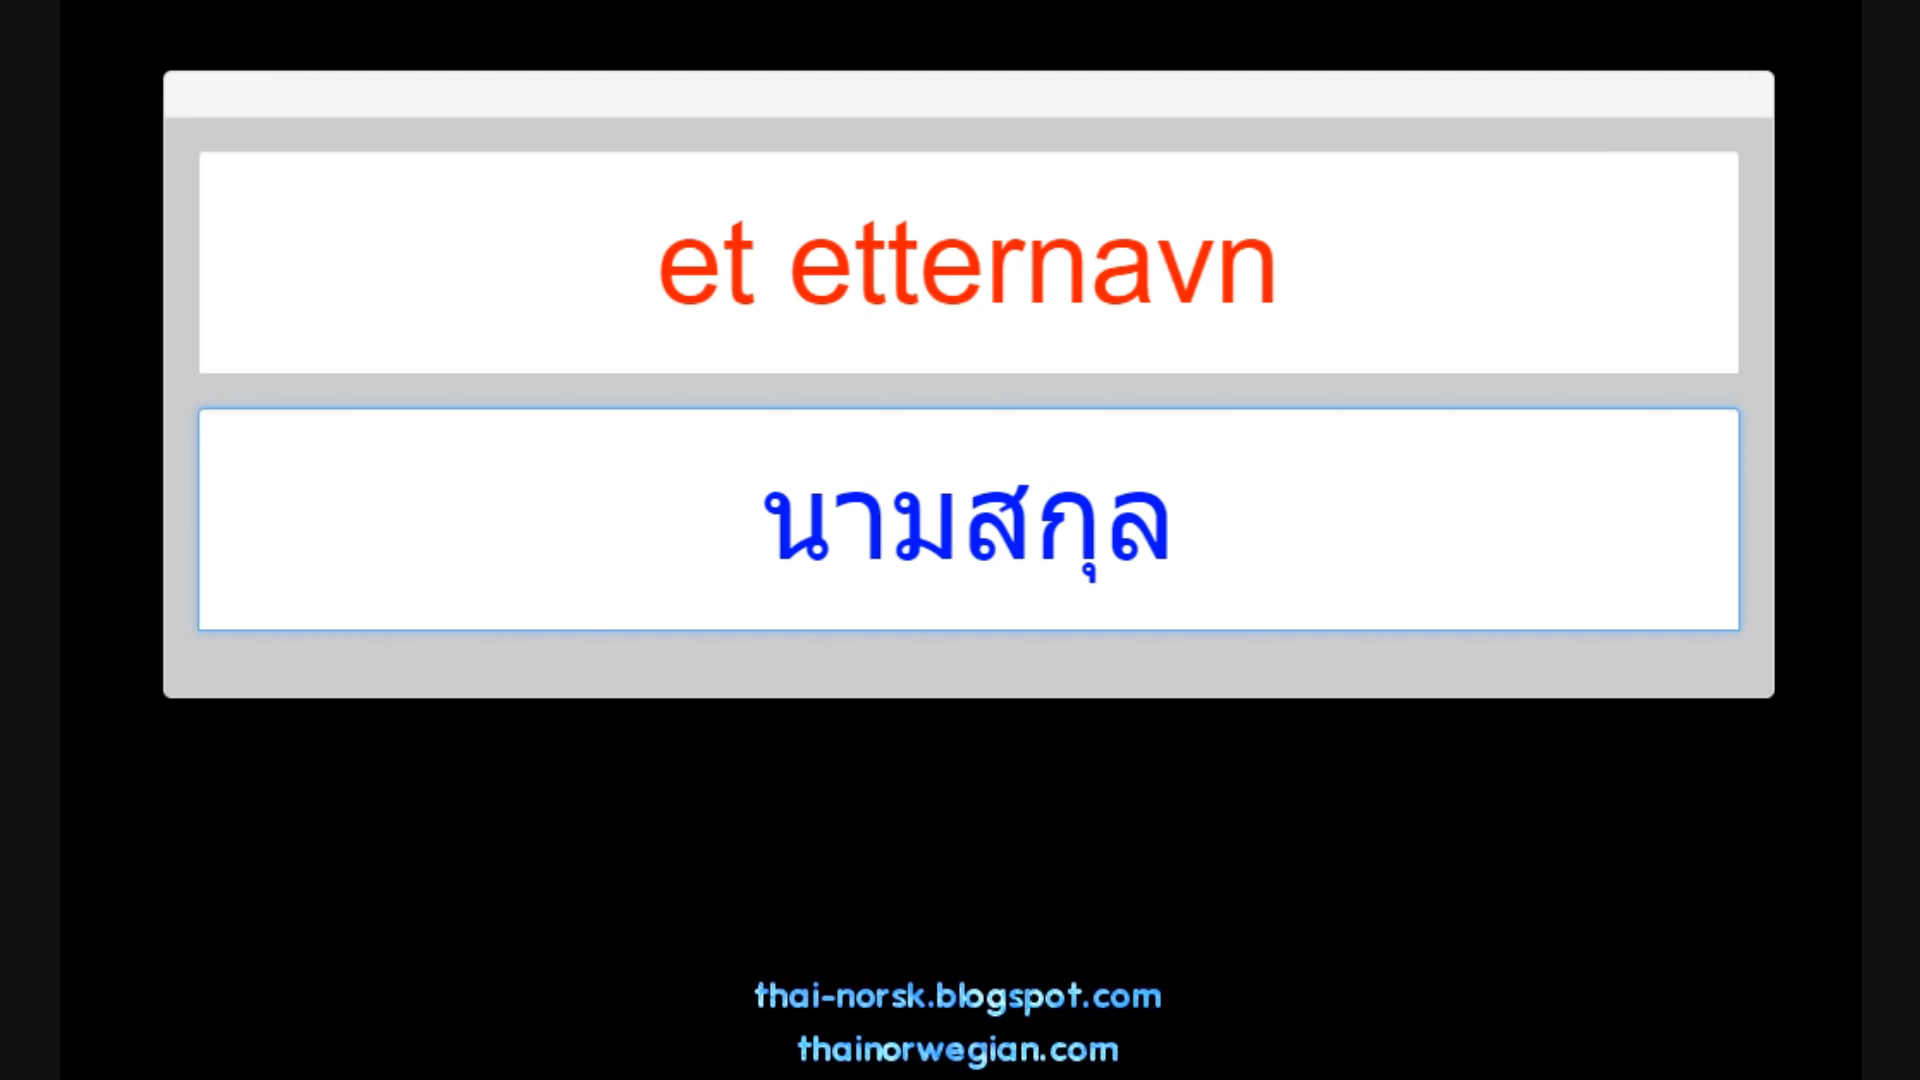 et etternavn
นามสกุล
thai-norsk.blogspot.com
thainorwegian.com